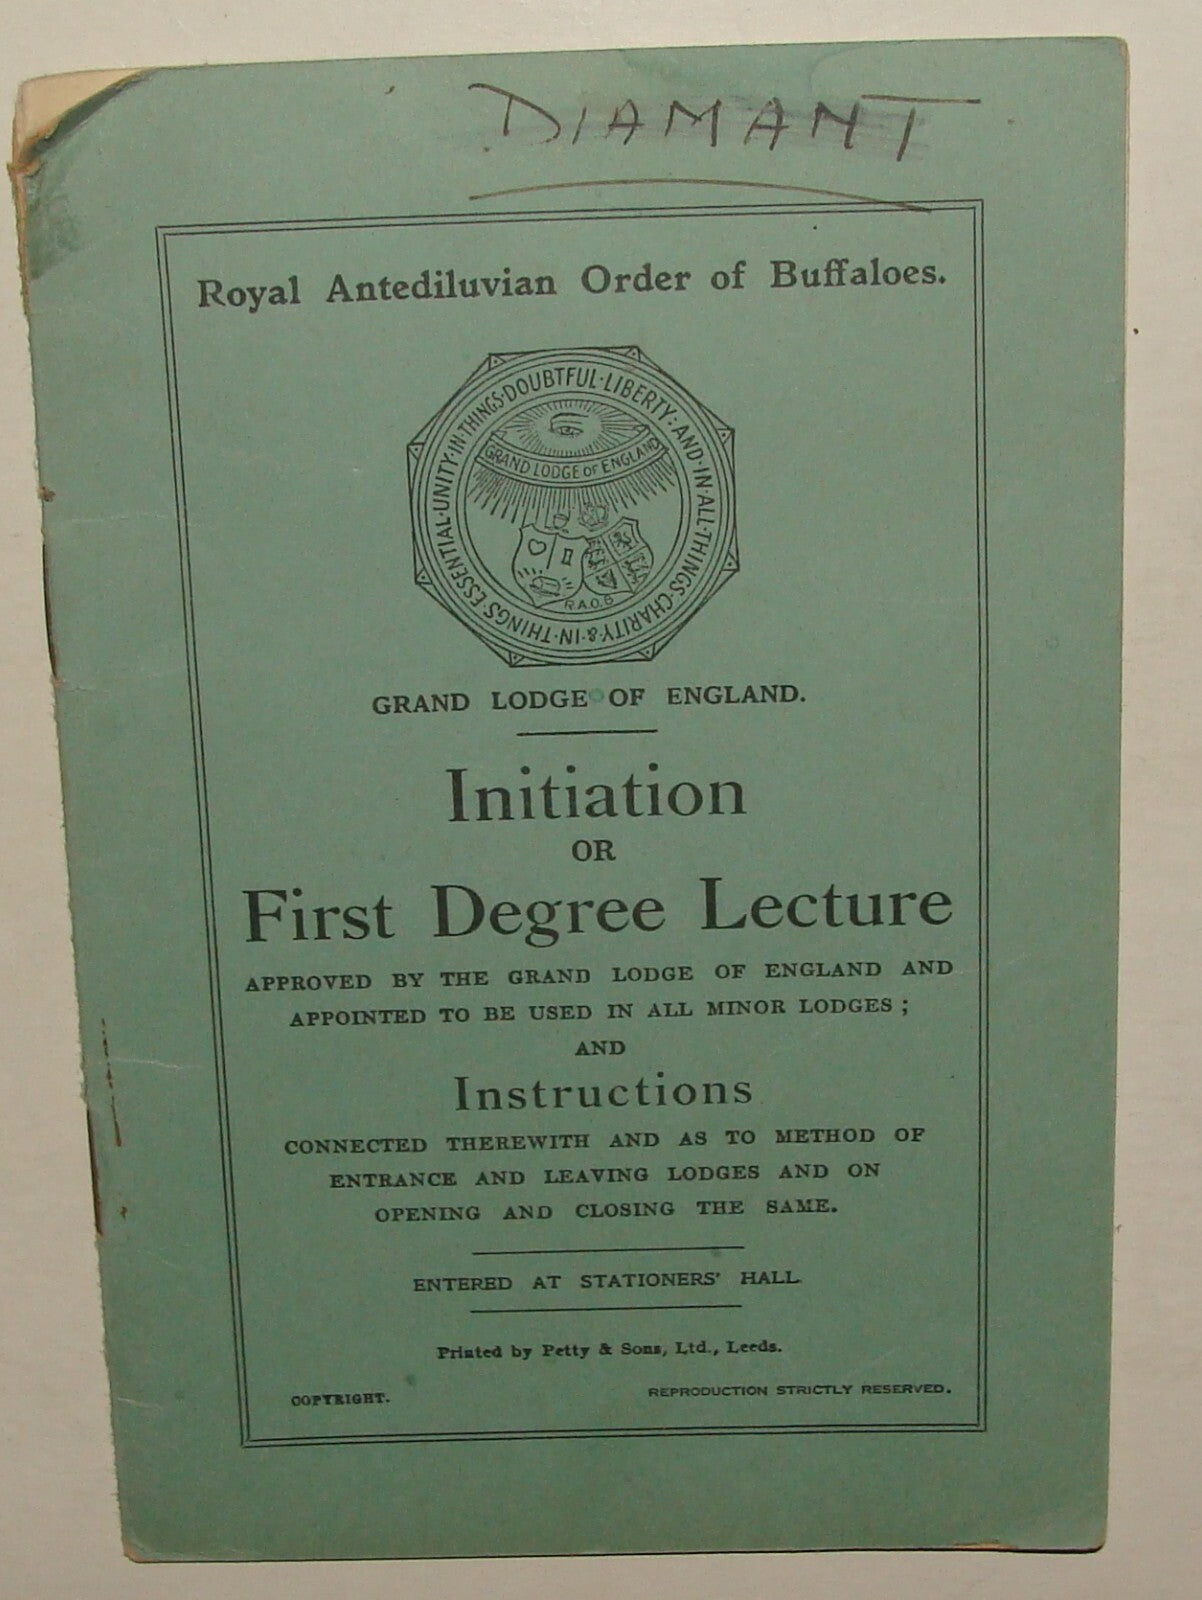 DIAMANT
Royal Antediluvian Order of Buffaloes.
ESSENTIAL·UNITY·IN·THINGS·DOUBTFUL·LIBERTY·AND·IN·ALL·THINGS·CHARITY·&·IN·THINGS·
GRAND LODGE OF ENGLAND
R.A.O.B
GRAND LODGE OF ENGLAND.
Initiation
OR
First Degree Lecture
APPROVED BY THE GRAND LODGE OF ENGLAND AND
APPOINTED TO BE USED IN ALL MINOR LODGES ;
AND
Instructions
CONNECTED THEREWITH AND AS TO METHOD OF
ENTRANCE AND LEAVING LODGES AND ON
OPENING AND CLOSING THE SAME.
ENTERED AT STATIONERS' HALL.
Printed by Petty & Sons, Ltd., Leeds.
COPYRIGHT.
REPRODUCTION STRICTLY RESERVED.